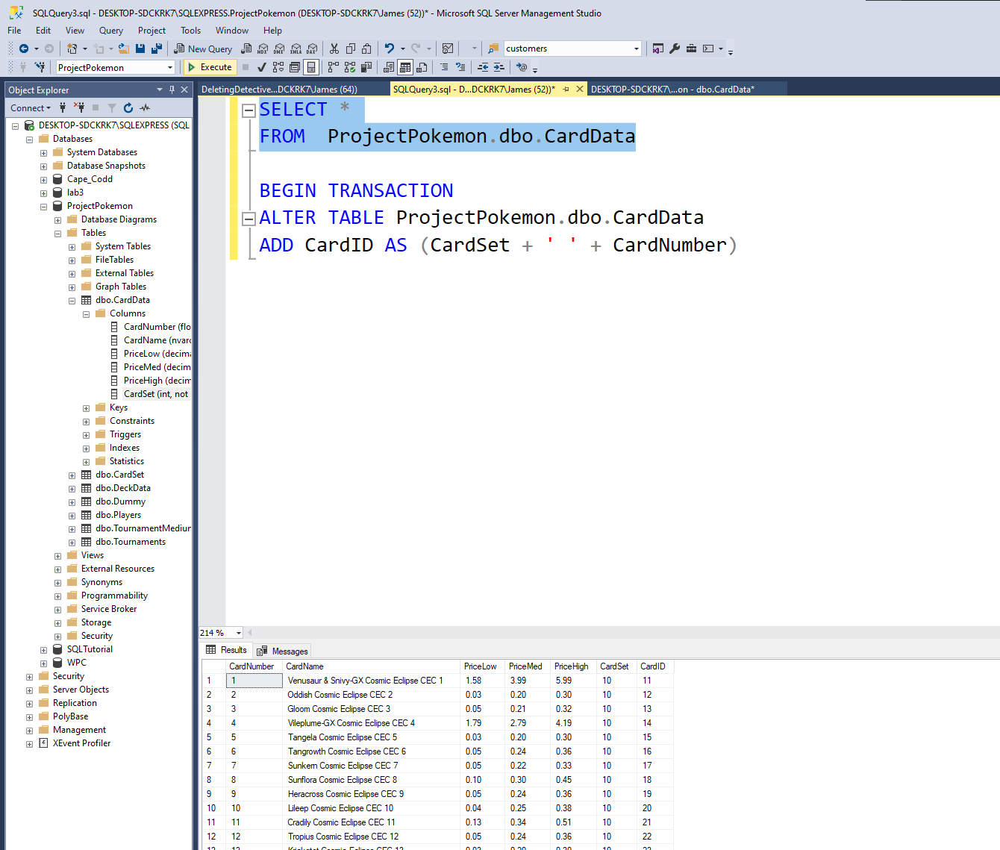 SQLQuery3.sql - DESKTOP-SDCKRK7\SQLEXPRESS.ProjectPokemon (DESKTOP-SDCKRK7\James (52))* - Microsoft SQL Server Management Studio
File Edit View Query Project Tools Window Help
New Query MDX DMX XMLA DAX customers
ProjectPokemon Execute
Object Explorer
Connect
DESKTOP-SDCKRK7\SQLEXPRESS (SQL
Databases
System Databases
Database Snapshots
Cape_Codd
lab3
ProjectPokemon
Database Diagrams
Tables
System Tables
FileTables
External Tables
Graph Tables
dbo.CardData
Columns
CardNumber (flo
CardName (nvarc
PriceLow (decima
PriceMed (decim
PriceHigh (decim
CardSet (int, not
Keys
Constraints
Triggers
Indexes
Statistics
dbo.CardSet
dbo.DeckData
dbo.Dummy
dbo.Players
dbo.TournamentMediun
dbo.Tournaments
Views
External Resources
Synonyms
Programmability
Service Broker
Storage
Security
SQLTutorial
WPC
Security
Server Objects
Replication
PolyBase
Management
XEvent Profiler
DeletingDetective...DCKRK7\James (64)) SQLQuery3.sql - D...DCKRK7\James (52))* DESKTOP-SDCKRK7\...on - dbo.CardData*
SELECT *
FROM ProjectPokemon.dbo.CardData
BEGIN TRANSACTION
ALTER TABLE ProjectPokemon.dbo.CardData
ADD CardID AS (CardSet + ' ' + CardNumber)
214 %
Results Messages
CardNumber CardName PriceLow PriceMed PriceHigh CardSet CardID
1 1 Venusaur & Snivy-GX Cosmic Eclipse CEC 1 1.58 3.99 5.99 10 11
2 2 Oddish Cosmic Eclipse CEC 2 0.03 0.20 0.30 10 12
3 3 Gloom Cosmic Eclipse CEC 3 0.05 0.21 0.32 10 13
4 4 Vileplume-GX Cosmic Eclipse CEC 4 1.79 2.79 4.19 10 14
5 5 Tangela Cosmic Eclipse CEC 5 0.03 0.20 0.30 10 15
6 6 Tangrowth Cosmic Eclipse CEC 6 0.05 0.24 0.36 10 16
7 7 Sunkern Cosmic Eclipse CEC 7 0.05 0.22 0.33 10 17
8 8 Sunflora Cosmic Eclipse CEC 8 0.10 0.30 0.45 10 18
9 9 Heracross Cosmic Eclipse CEC 9 0.05 0.24 0.36 10 19
10 10 Lileep Cosmic Eclipse CEC 10 0.04 0.25 0.38 10 20
11 11 Cradily Cosmic Eclipse CEC 11 0.13 0.34 0.51 10 21
12 12 Tropius Cosmic Eclipse CEC 12 0.05 0.24 0.36 10 22